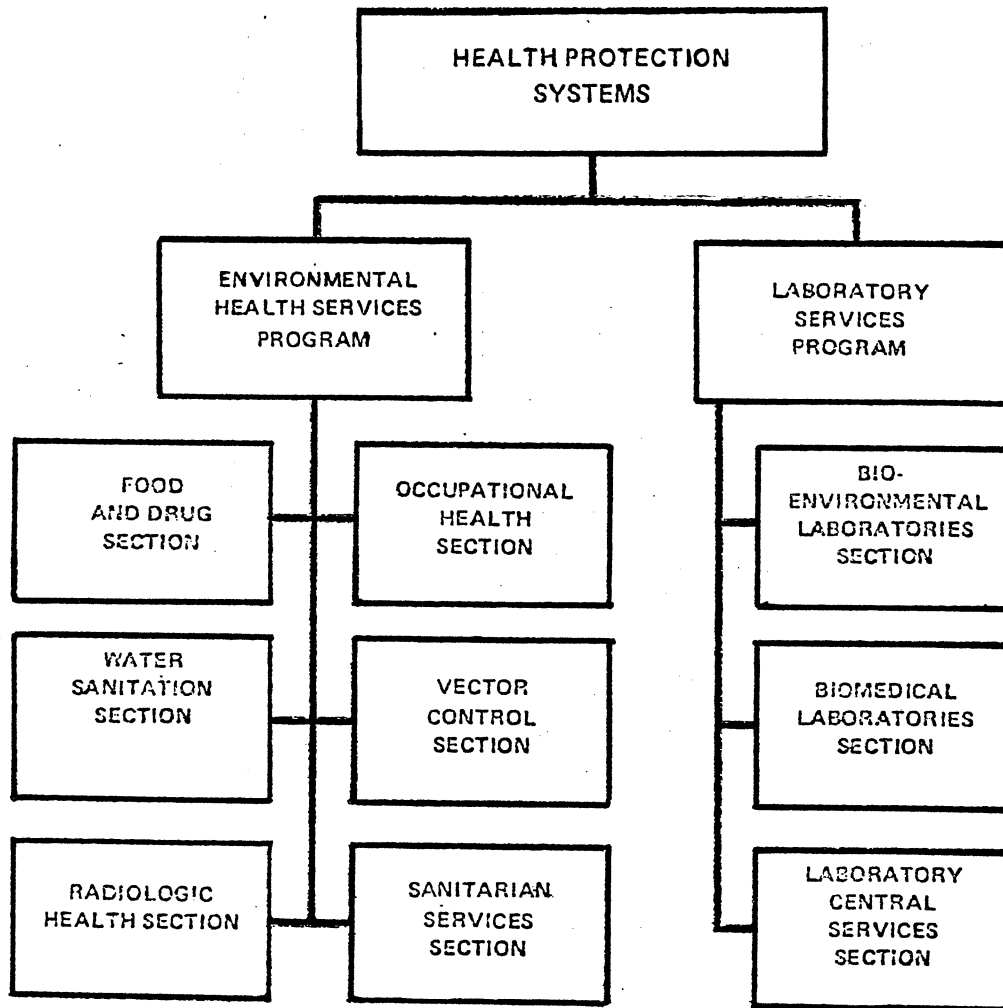 HEALTH PROTECTION
SYSTEMS
ENVIRONMENTAL
HEALTH SERVICES
PROGRAM
LABORATORY
SERVICES
PROGRAM
FOOD
AND DRUG
SECTION
OCCUPATIONAL
HEALTH
SECTION
BIO-
ENVIRONMENTAL
LABORATORIES
SECTION
WATER
SANITATION
SECTION
VECTOR
CONTROL
SECTION
BIOMEDICAL
LABORATORIES
SECTION
RADIOLOGIC
HEALTH SECTION
SANITARIAN
SERVICES
SECTION
LABORATORY
CENTRAL
SERVICES
SECTION